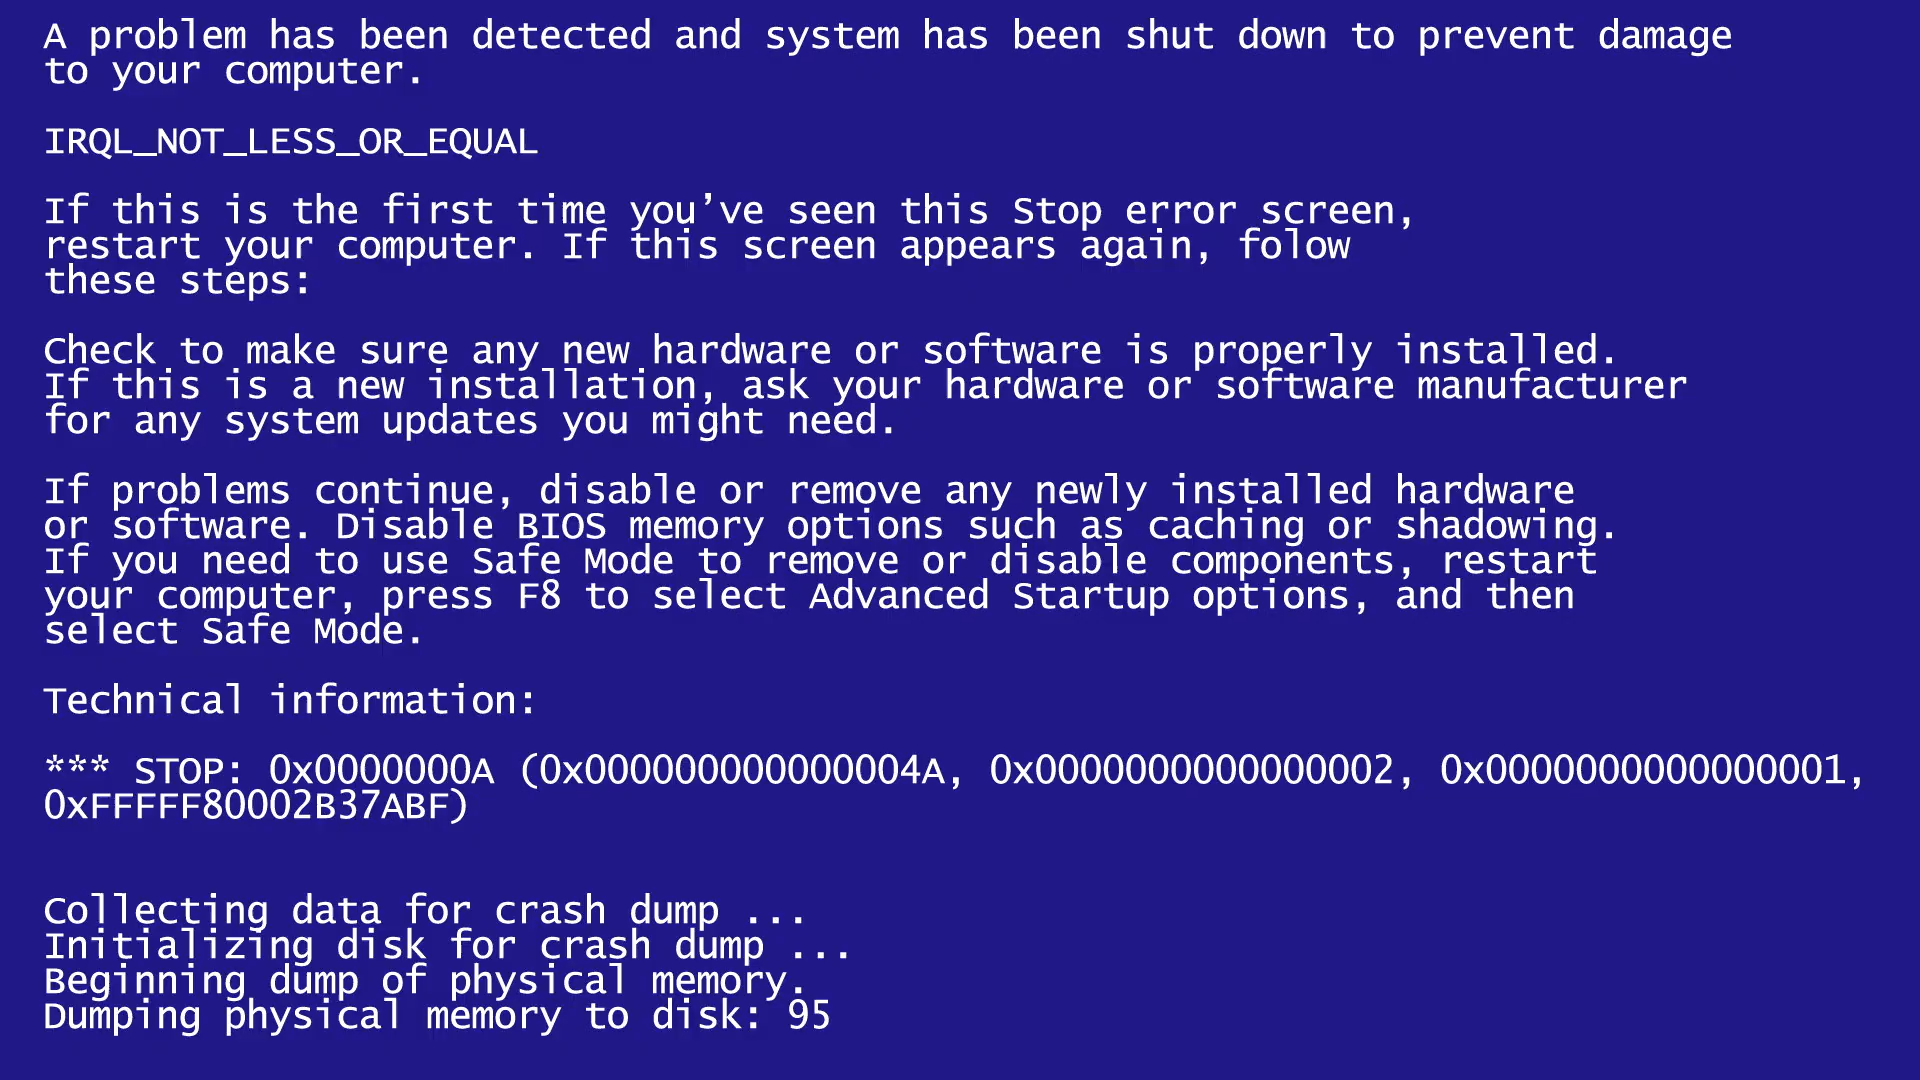 A problem has been detected and system has been shut down to prevent damage
to your computer.
IRQL_NOT_LESS_OR_EQUAL
If this is the first time you’ve seen this Stop error screen,
restart your computer. If this screen appears again, folow
these steps:
Check to make sure any new hardware or software is properly installed.
If this is a new installation, ask your hardware or software manufacturer
for any system updates you might need.
If problems continue, disable or remove any newly installed hardware
or software. Disable BIOS memory options such as caching or shadowing.
If you need to use Safe Mode to remove or disable components, restart
your computer, press F8 to select Advanced Startup options, and then
select Safe Mode.
Technical information:
*** STOP: 0x0000000A (0x000000000000004A, 0x0000000000000002, 0x0000000000000001,
0xFFFFF80002B37ABF)
Collecting data for crash dump ...
Initializing disk for crash dump ...
Beginning dump of physical memory.
Dumping physical memory to disk: 95